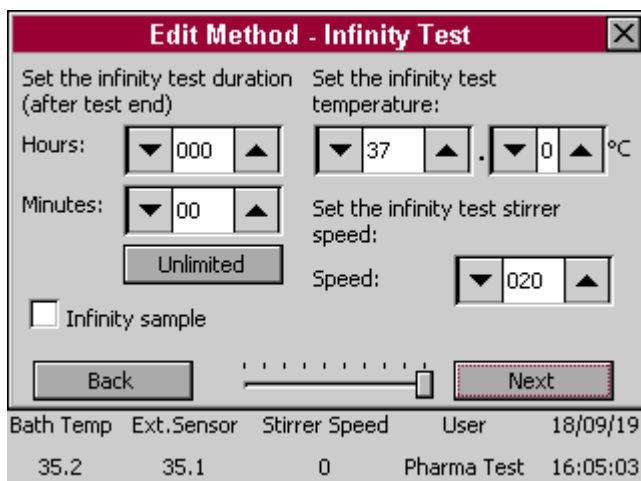 Edit Method - Infinity Test
Set the infinity test duration
(after test end)
Hours:
000
Minutes:
00
Unlimited
Infinity sample
Set the infinity test
temperature:
37 . 0 °C
Set the infinity test stirrer
speed:
Speed:
020
Back
Next
Bath Temp Ext.Sensor Stirrer Speed User 18/09/19
35.2 35.1 0 Pharma Test 16:05:03